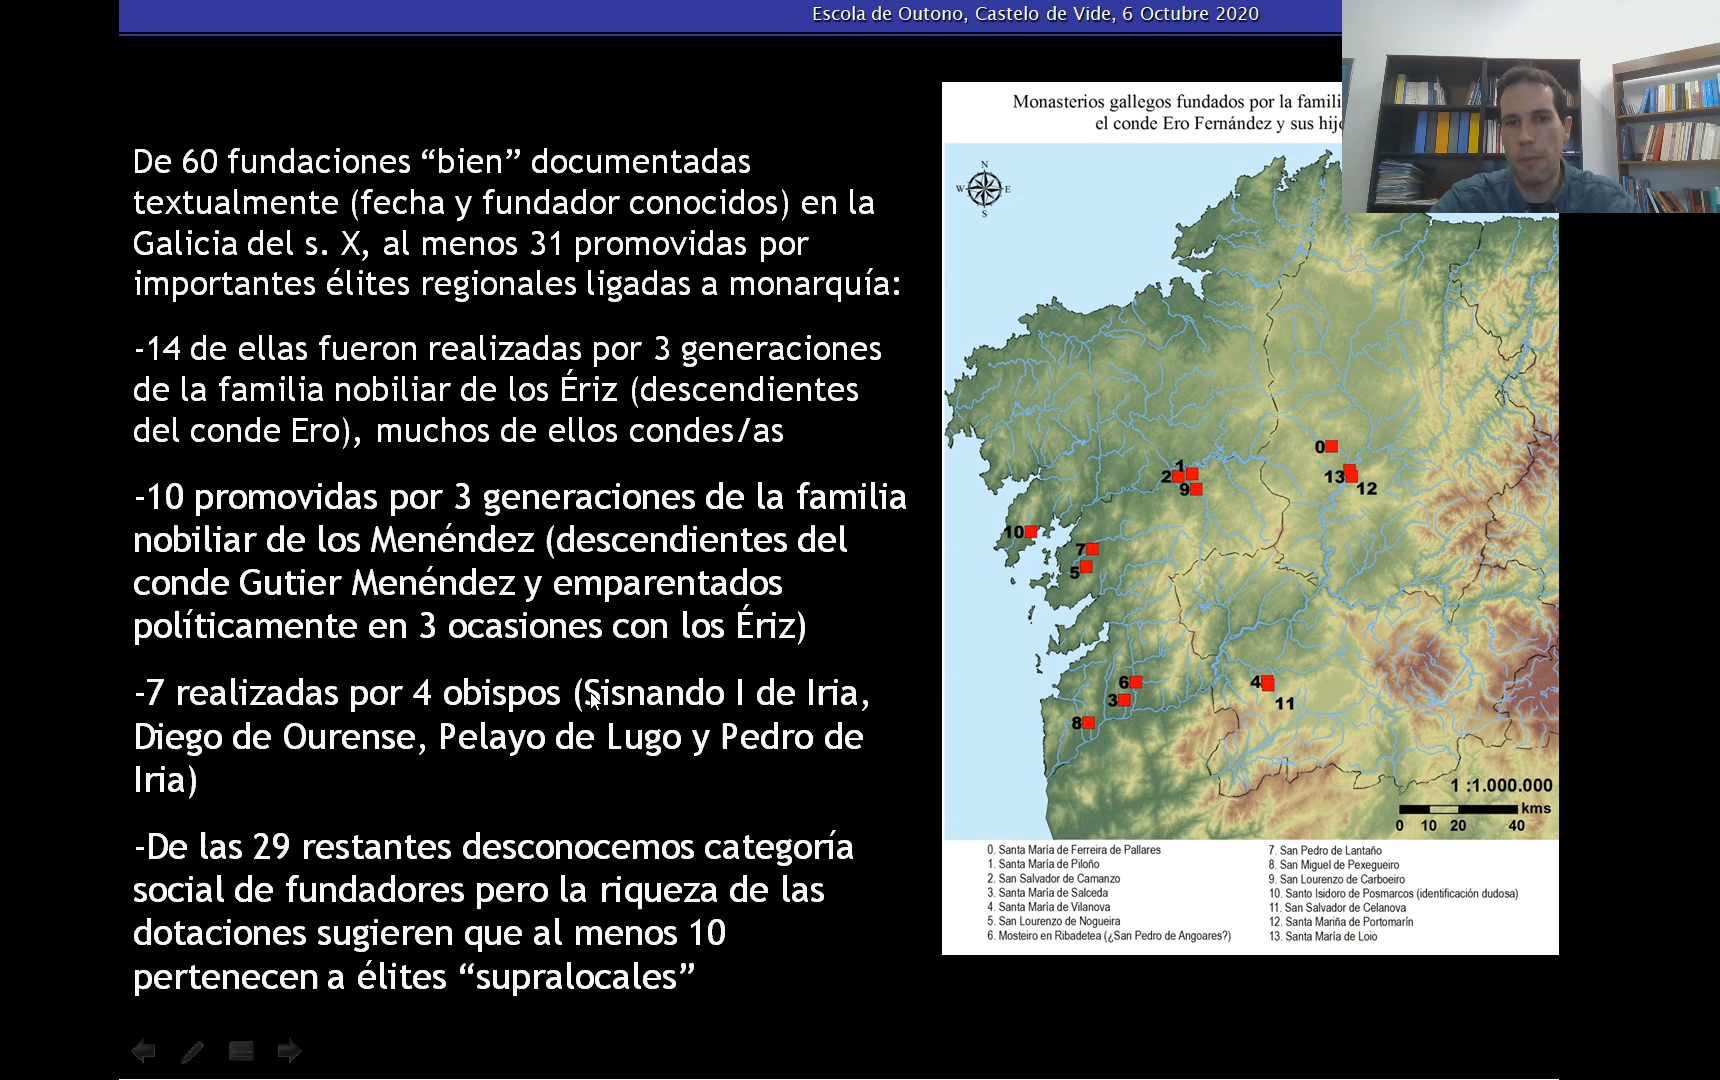 Escola de Outono, Castelo de Vide, 6 Octubre 2020
De 60 fundaciones “bien” documentadas
textualmente (fecha y fundador conocidos) en la
Galicia del s. X, al menos 31 promovidas por
importantes élites regionales ligadas a monarquía:
-14 de ellas fueron realizadas por 3 generaciones
de la familia nobiliar de los Ériz (descendientes
del conde Ero), muchos de ellos condes/as
-10 promovidas por 3 generaciones de la familia
nobiliar de los Menéndez (descendientes del
conde Gutier Menéndez y emparentados
políticamente en 3 ocasiones con los Ériz)
-7 realizadas por 4 obispos (Sisnando I de Iria,
Diego de Ourense, Pelayo de Lugo y Pedro de
Iria)
-De las 29 restantes desconocemos categoría
social de fundadores pero la riqueza de las
dotaciones sugieren que al menos 10
pertenecen a élites “supralocales”
Monasterios gallegos fundados por la
el conde Ero Fernández y sus
N
W E
S
0
1
2
9
13
12
10
7
5
6
3
8
4
11
1 :1.000.000
kms
0 10 20 40
0. Santa María de Ferreira de Pallares
1. Santa María de Piloño
2. San Salvador de Camanzo
3. Santa María de Salceda
4. Santa María de Vilanova
5. San Lourenzo de Nogueira
6. Mosteiro en Ribadetea (¿San Pedro de Angoares?)
7. San Pedro de Lantaño
8. San Miguel de Pexegueiro
9. San Lourenzo de Carboeiro
10. Santo Isidoro de Posmarcos (identificación dudosa)
11. San Salvador de Celanova
12. Santa Mariña de Portomarín
13. Santa María de Loio